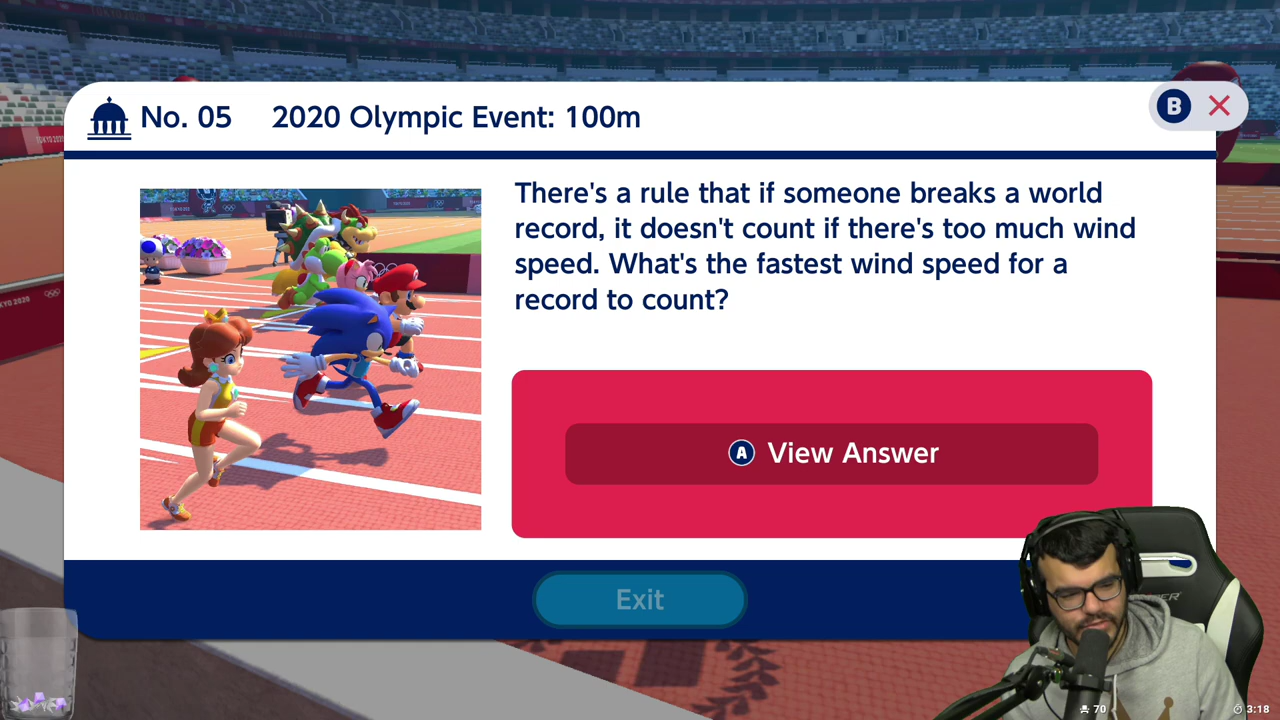 No. 05 2020 Olympic Event: 100m
B
There's a rule that if someone breaks a world
record, it doesn't count if there's too much wind
speed. What's the fastest wind speed for a
record to count?
A View Answer
Exit
TOKYO 2020
70
3:18